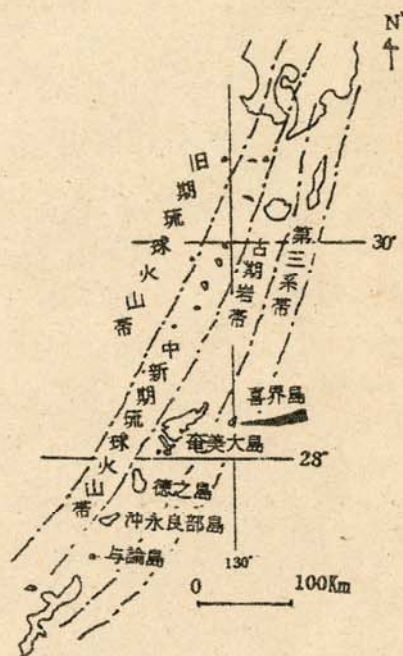 N
旧期琉球火山帯
第三系帯
古期岩帯
30°
中新期琉球火山帯
喜界島
奄美大島
28°
徳之島
沖永良部島
与論島
130°
0 100Km